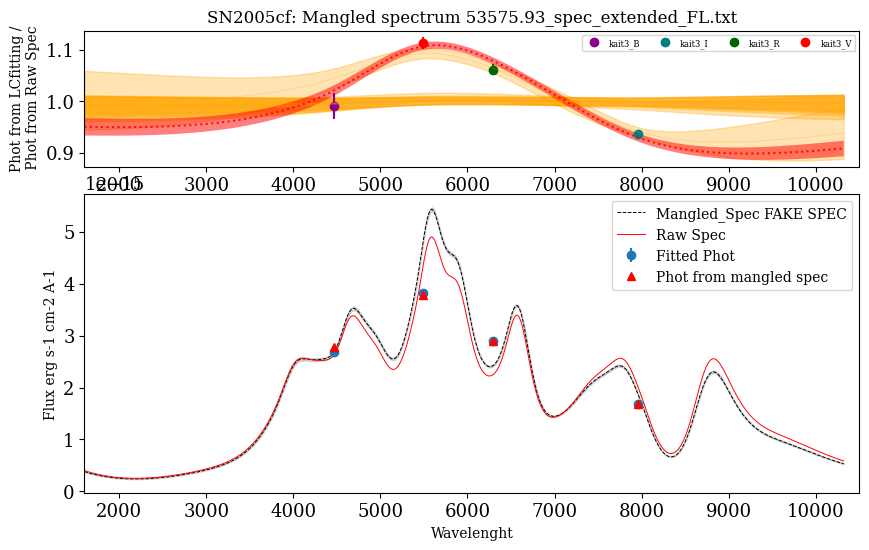 SN2005cf: Mangled spectrum 53575.93_spec_extended_FL.txt
Phot from LCfitting /
Phot from Raw Spec
1.1
1.0
0.9
kait3_B kait3_I kait3_R kait3_V
2000 3000 4000 5000 6000 7000 8000 9000 10000
1e−15
Flux erg s-1 cm-2 A-1
5
4
3
2
1
0
Mangled_Spec FAKE SPEC
Raw Spec
Fitted Phot
Phot from mangled spec
2000 3000 4000 5000 6000 7000 8000 9000 10000
Wavelenght